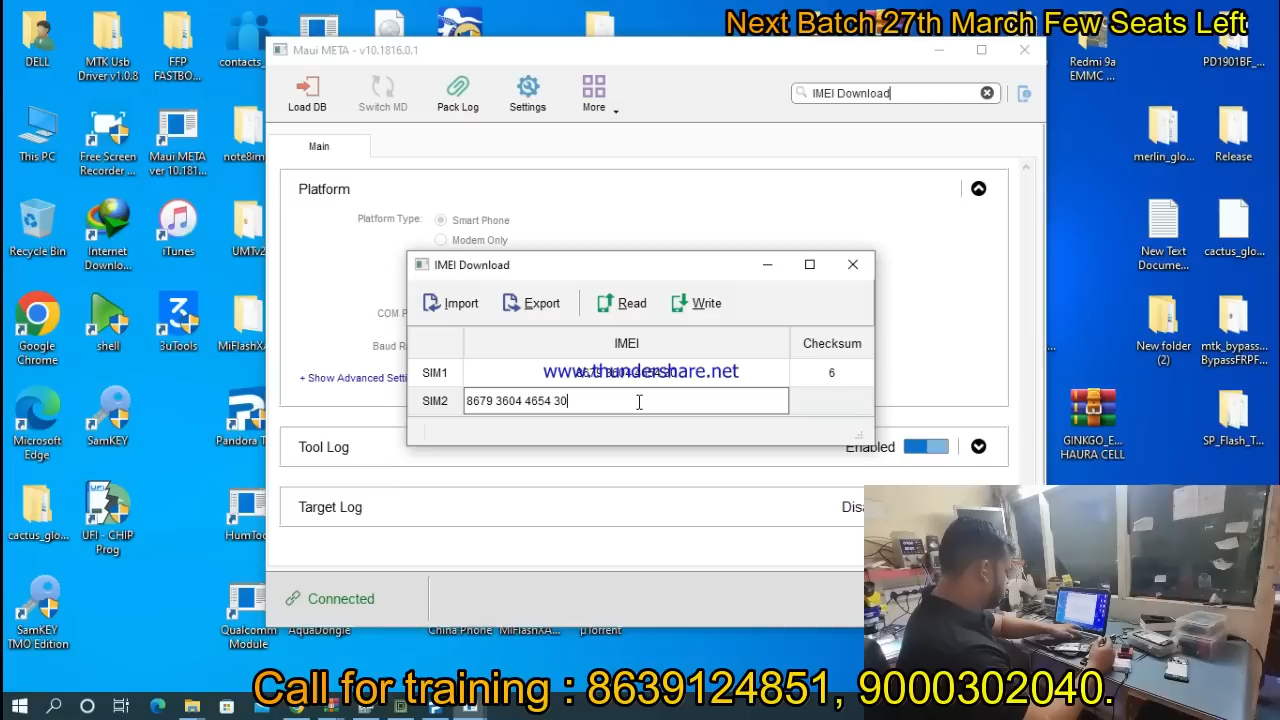 Next Batch 27th March Few Seats Left
DELL
MTK Usb Driver v1.0.8
FFP FASTBO...
contacts_
Redmi 9a EMMC ...
PD1901BF_...
This PC
Free Screen Recorder ...
Maui META ver 10.181...
note8im
merlin_glo...
Release
Recycle Bin
Internet Downlo...
iTunes
UMTv2
New Text Docume...
cactus_glo...
Google Chrome
shell
3uTools
MiFlashX
New folder (2)
mtk_bypass... BypassFRPF...
Microsoft Edge
SamKEY
Pandora T
HumToo
GINKGO_E... HAURA CELL
SP_Flash_T...
cactus_glo...
UFI - CHIP Prog
SamKEY TMO Edition
Qualcomm Module
AquaDongle
China Phone
MiFlashXA...
µTorrent
Maui META - v10.1816.0.1
Load DB
Switch MD
Pack Log
Settings
More
IMEI Download
Main
Platform
Platform Type:
Smart Phone
Modem Only
COM P
Baud Ra
+ Show Advanced Setti
IMEI Download
Import
Export
Read
Write
IMEI
Checksum
SIM1
www.thundershare.net
6
SIM2
8679 3604 4654 30
Tool Log
Enabled
Target Log
Disa
Connected
Call for training : 8639124851, 9000302040.